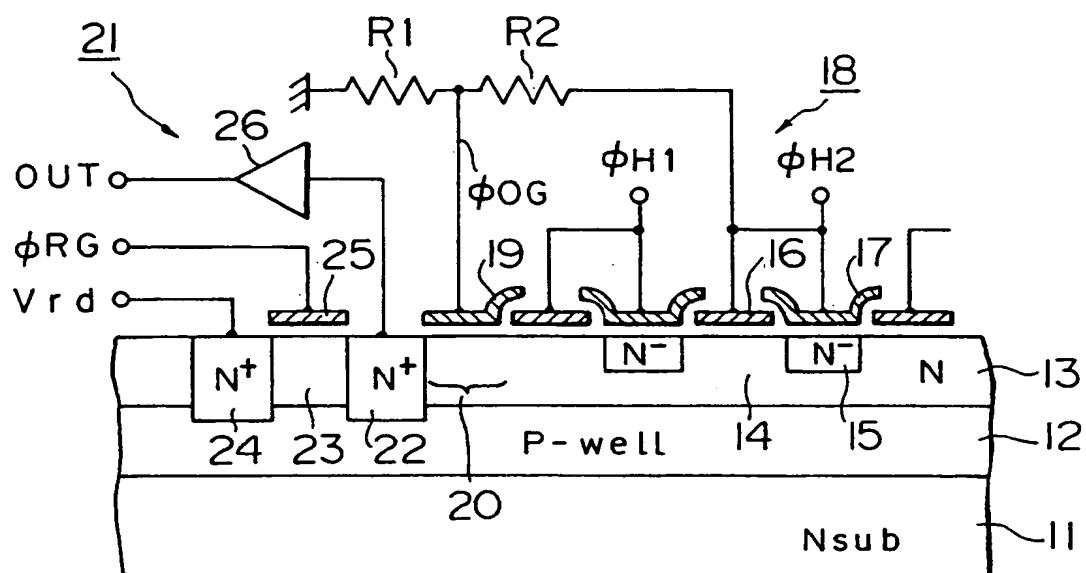 21
R1
R2
18
26
OUT
φOG
φH1
φH2
φRG
25
19
16
17
Vrd
N+
N+
N-
N-
N
13
24
23
22
20
P-well
14
15
12
Nsub
11